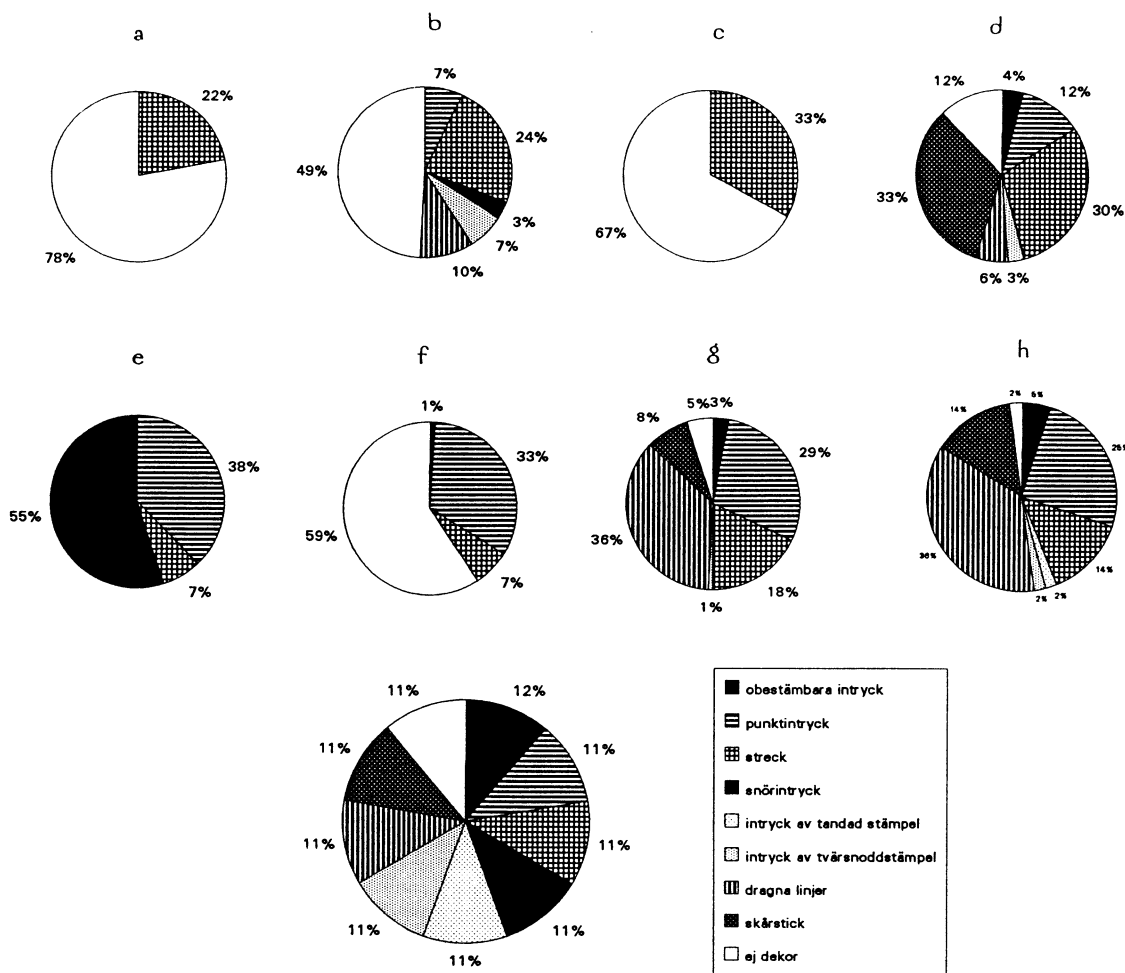 a
b
c
d
22%
78%
7%
24%
3%
7%
10%
49%
33%
67%
4%
12%
30%
3%
6%
33%
12%
e
f
g
h
38%
7%
55%
1%
33%
7%
59%
3%
29%
18%
1%
36%
8%
5%
14%
2%
2%
36%
14%
2%
12%
11%
11%
11%
11%
11%
11%
11%
11%
obestämbara intryck
punktintryck
streck
snörintryck
intryck av tandad stämpel
intryck av tvärsnoddstämpel
dragna linjer
skårstick
ej dekor